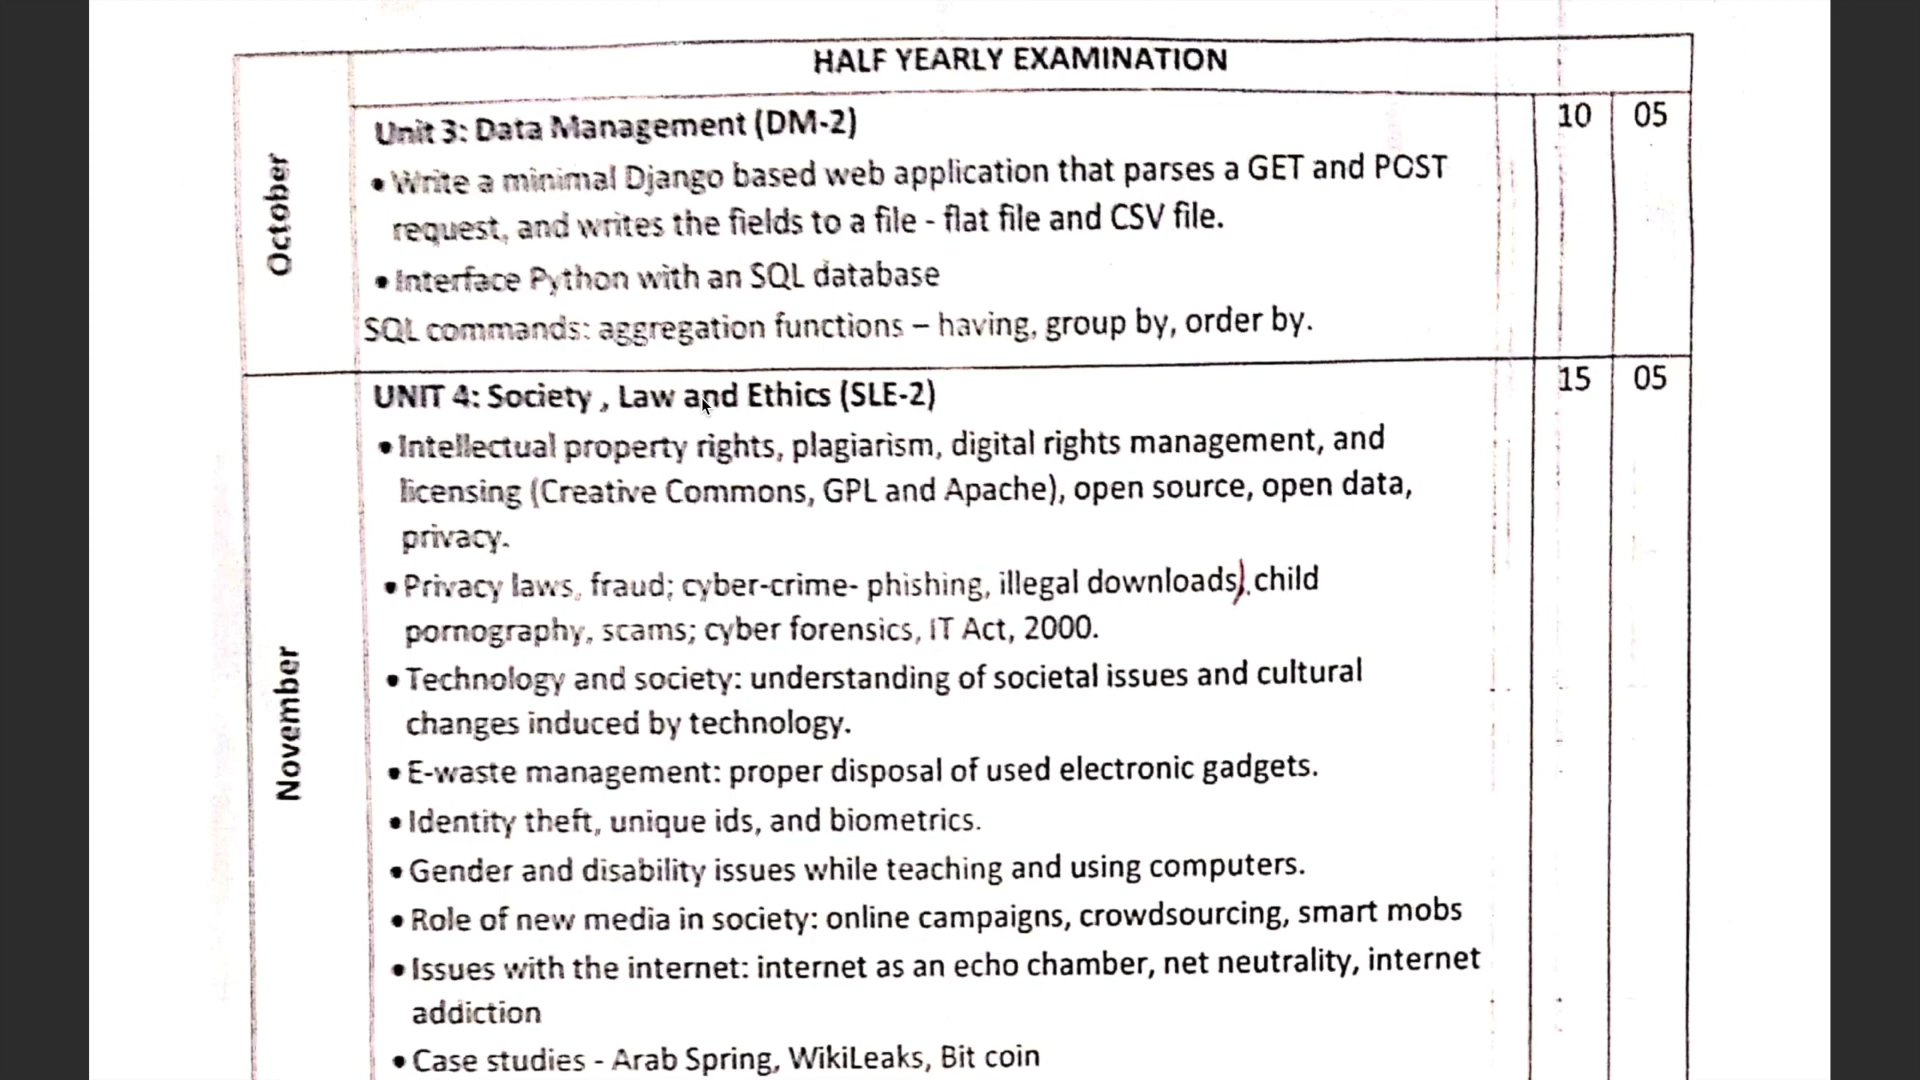 HALF YEARLY EXAMINATION
October
Unit 3: Data Management (DM-2)
10
05
• Write a minimal Django based web application that parses a GET and POST
request, and writes the fields to a file - flat file and CSV file.
• Interface Python with an SQL database
SQL commands: aggregation functions – having, group by, order by.
November
UNIT 4: Society , Law and Ethics (SLE-2)
15
05
• Intellectual property rights, plagiarism, digital rights management, and
licensing (Creative Commons, GPL and Apache), open source, open data,
privacy.
• Privacy laws, fraud; cyber-crime- phishing, illegal downloads, child
pornography, scams; cyber forensics, IT Act, 2000.
• Technology and society: understanding of societal issues and cultural
changes induced by technology.
• E-waste management: proper disposal of used electronic gadgets.
• Identity theft, unique ids, and biometrics.
• Gender and disability issues while teaching and using computers.
• Role of new media in society: online campaigns, crowdsourcing, smart mobs
• Issues with the internet: internet as an echo chamber, net neutrality, internet
addiction
• Case studies - Arab Spring, WikiLeaks, Bit coin